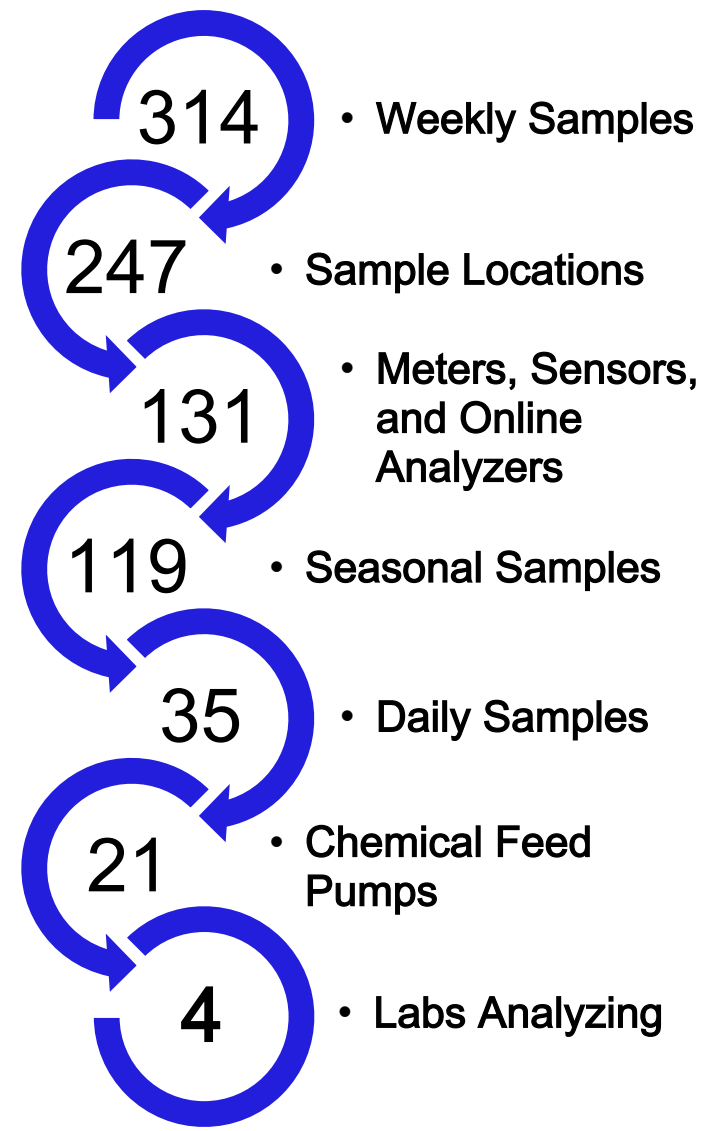 314
• Weekly Samples
247
• Sample Locations
131
• Meters, Sensors,
and Online
Analyzers
119
• Seasonal Samples
35
• Daily Samples
21
• Chemical Feed
Pumps
4
• Labs Analyzing